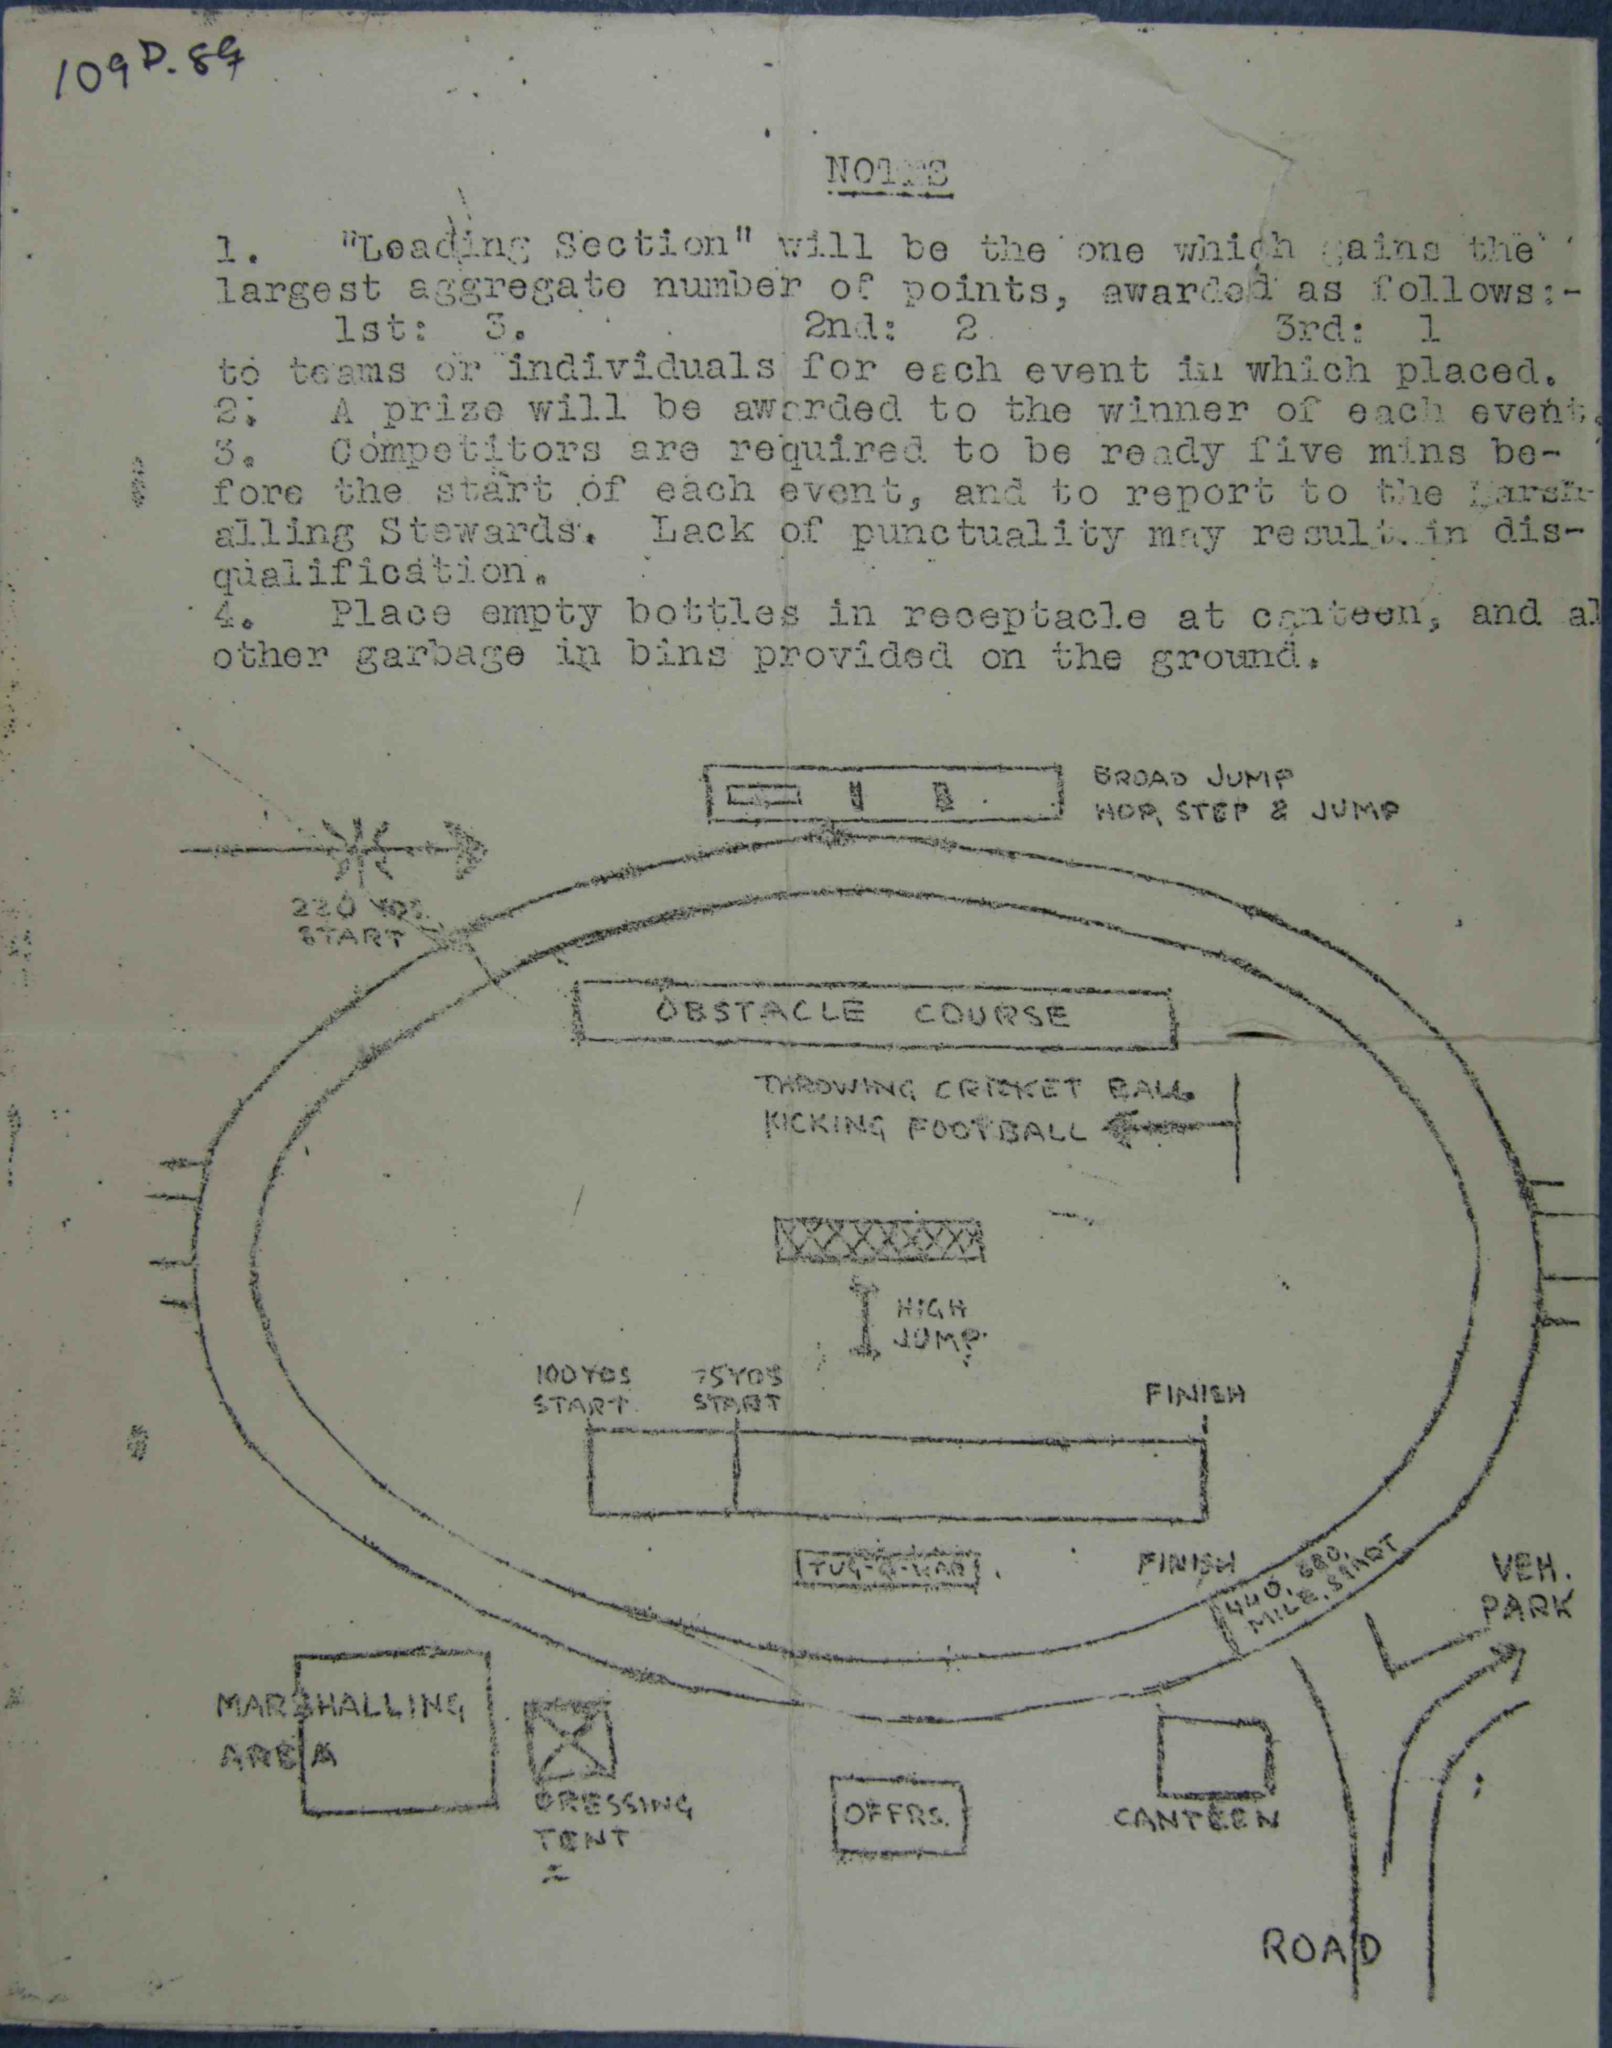 109D.89
NOTES
1. "Leading Section" will be the one which gains the
largest aggregate number of points, awarded as follows:-
1st: 3. 2nd: 2 3rd: 1
to teams or individuals for each event in which placed.
2. A prize will be awarded to the winner of each event.
3. Competitors are required to be ready five mins be-
fore the start of each event, and to report to the Marsh-
alling Stewards. Lack of punctuality may result in dis-
qualification.
4. Place empty bottles in receptacle at canteen, and al
other garbage in bins provided on the ground.
BROAD JUMP
HOP, STEP & JUMP
220 YDS.
START
OBSTACLE COURSE
THROWING CRICKET BALL
KICKING FOOTBALL
HIGH
JUMP
100 YDS
START
75 YDS
START
FINISH
TUG-O-WAR
FINISH
440, 880,
MILE, START
VEH.
PARK
MARSHALLING
AREA
DRESSING
TENT
OFFRS.
CANTEEN
ROAD